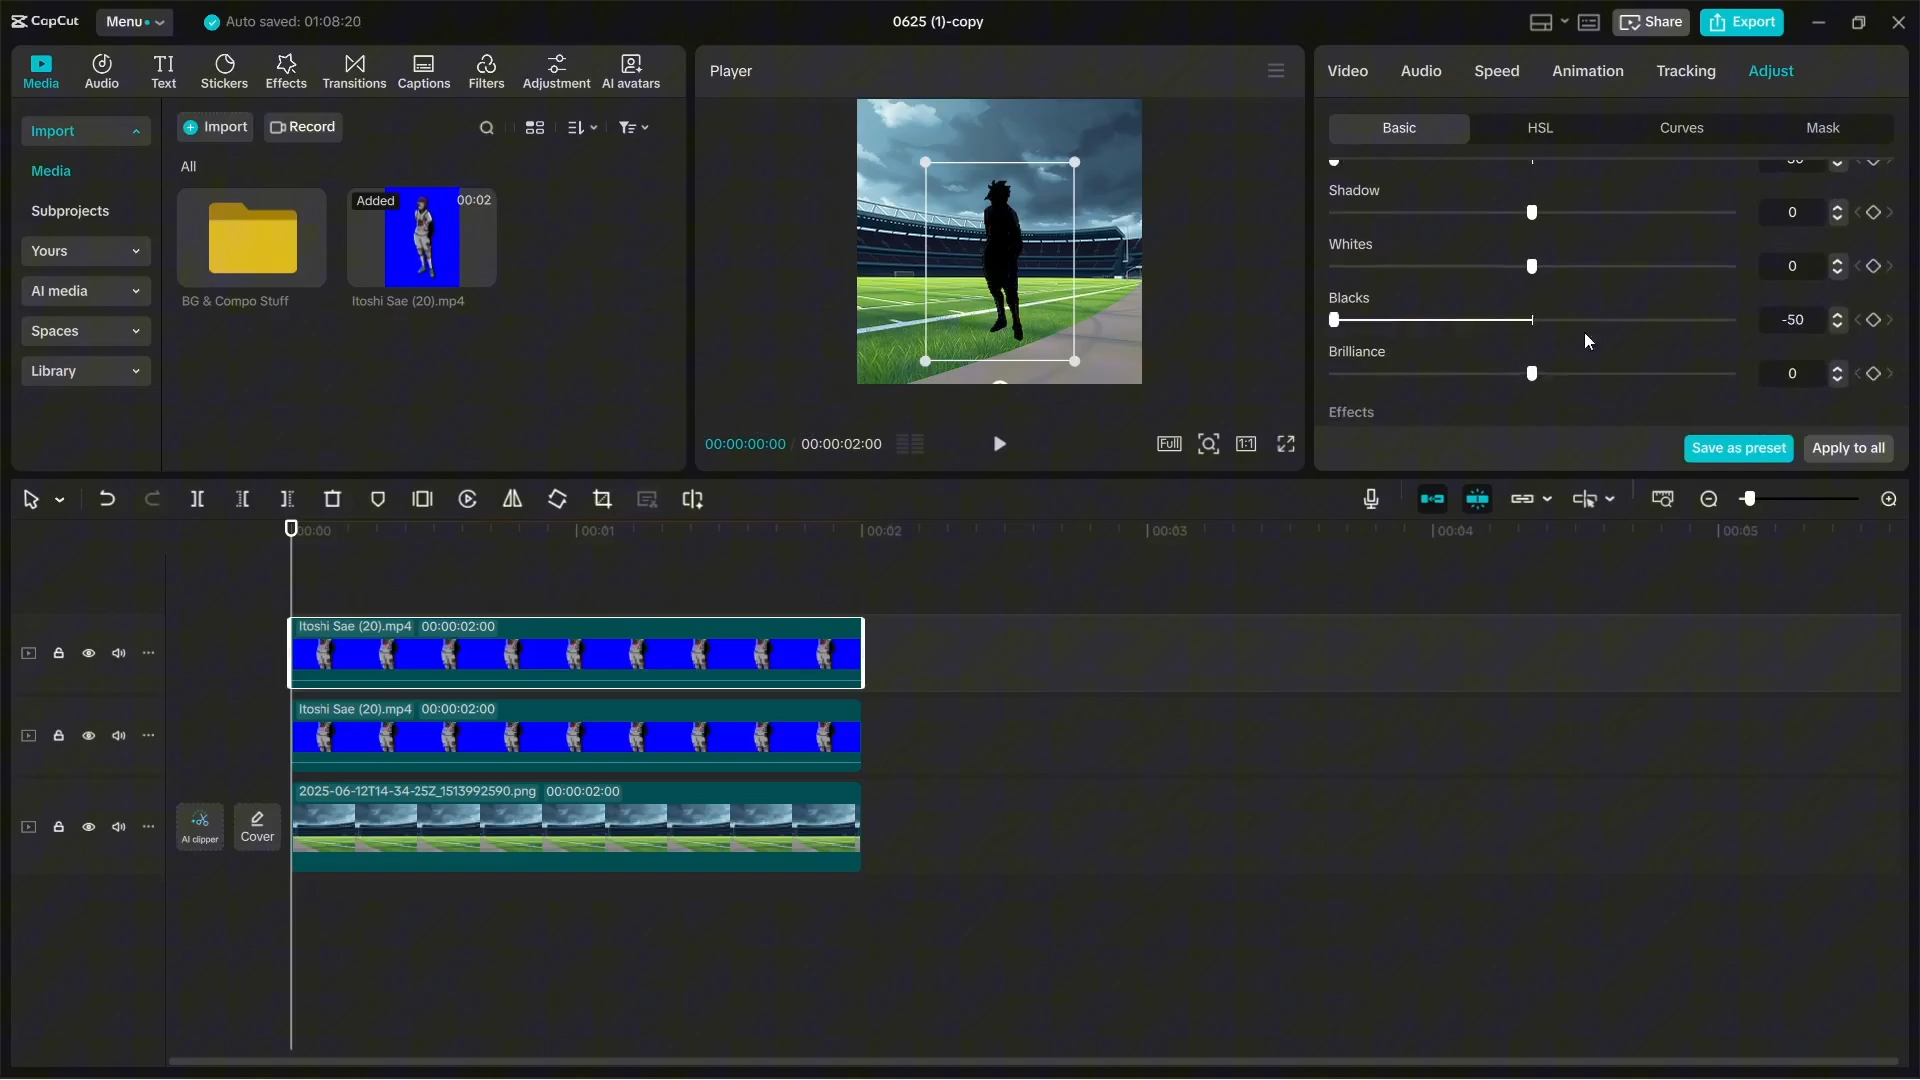 CapCut
Menu
Auto saved: 01:08:20
0625 (1)-copy
Share
Export
Media
Audio
Text
Stickers
Effects
Transitions
Captions
Filters
Adjustment
AI avatars
Import
Media
Subprojects
Yours
AI media
Spaces
Library
Import
Record
All
BG & Compo Stuff
Added
00:02
Itoshi Sae (20).mp4
Player
00:00:00:00 / 00:00:02:00
Full
1:1
Video
Audio
Speed
Animation
Tracking
Adjust
Basic
HSL
Curves
Mask
Shadow
0
Whites
0
Blacks
-50
Brilliance
0
Effects
Save as preset
Apply to all
00:00
00:01
00:02
00:03
00:04
00:05
Itoshi Sae (20).mp4 00:00:02:00
Itoshi Sae (20).mp4 00:00:02:00
AI clipper
Cover
2025-06-12T14-34-25Z_1513992590.png 00:00:02:00